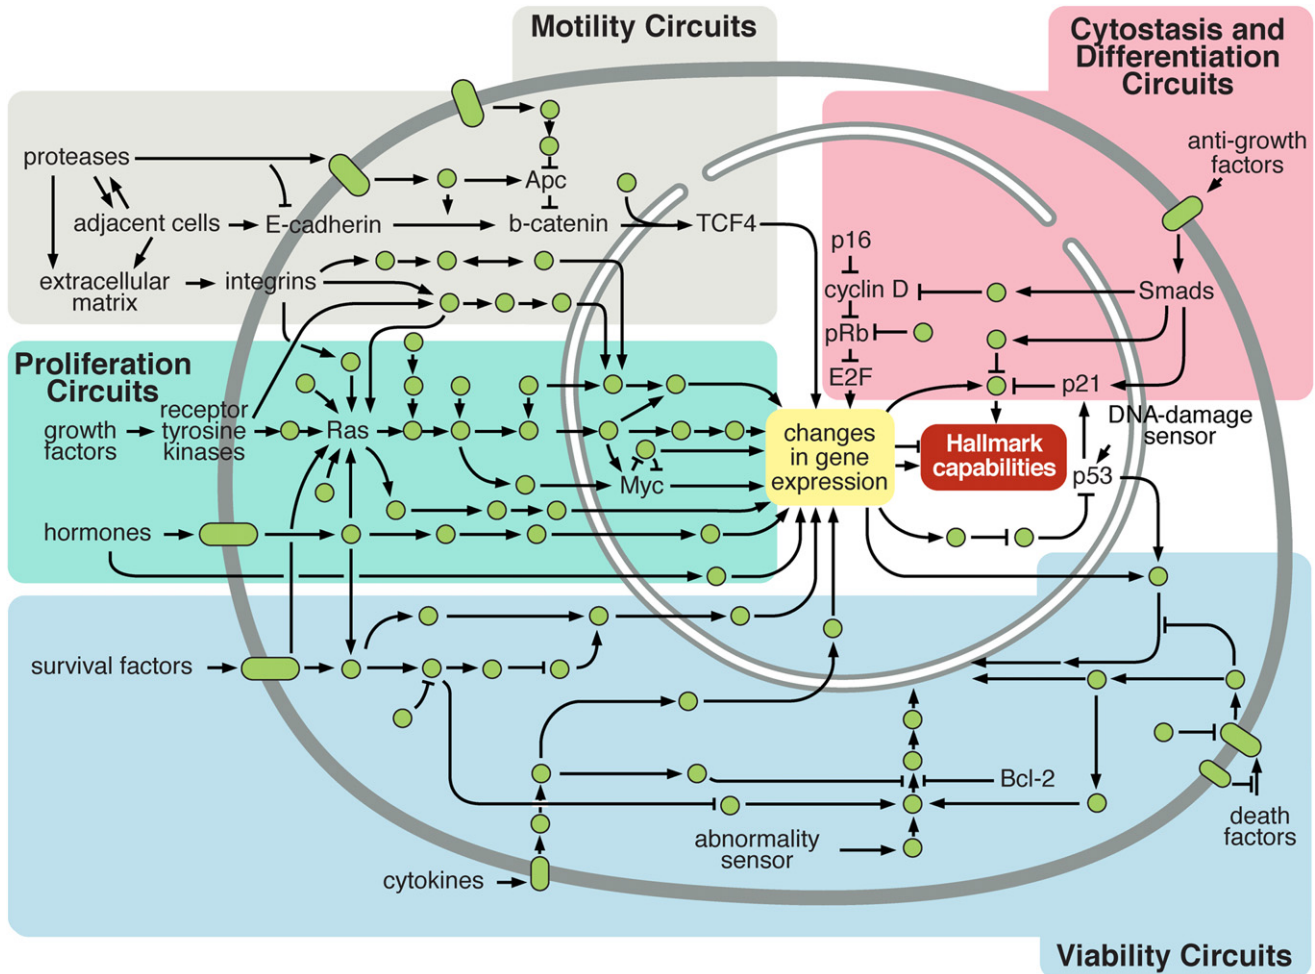 Motility Circuits
Cytostasis and
Differentiation
Circuits
proteases
Apc
anti-growth
factors
adjacent cells
E-cadherin
b-catenin
TCF4
p16
extracellular
matrix
integrins
cyclin D
Smads
pRb
Proliferation
Circuits
E2F
p21
growth
factors
receptor
tyrosine
kinases
Ras
changes
in gene
expression
Hallmark
capabilities
DNA-damage
sensor
p53
Myc
hormones
survival factors
Bcl-2
death
factors
abnormality
sensor
cytokines
Viability Circuits